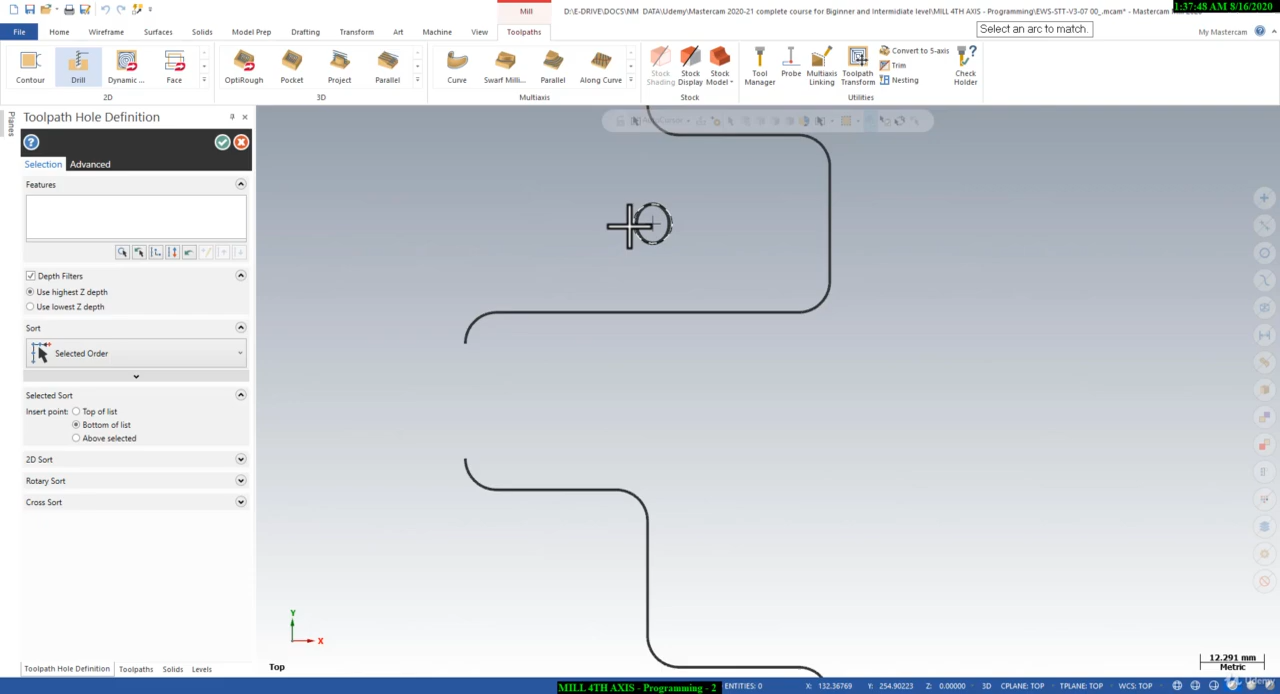 Mill
D:\E-DRIVE\DOCS\NM DATA\Udemy\Mastercam 2020-21 complete course for Biginner and Intermidiate level\MILL 4TH AXIS - Programming\EWS-STT-V3-07 00_.mcam* - Mastercam
1:37:48 AM 8/16/2020
File Home Wireframe Surfaces Solids Model Prep Drafting Transform Art Machine View Toolpaths
Select an arc to match.
My Mastercam
Contour Drill Dynamic ... Face
OptiRough Pocket Project Parallel
Curve Swarf Milli... Parallel Along Curve
Stock Shading Stock Display Stock Model
Tool Manager Probe Multiaxis Linking Toolpath Transform
Convert to 5-axis
Trim
Nesting
Check Holder
2D 3D Multiaxis Stock Utilities
Planes
Toolpath Hole Definition
Selection Advanced
Features
Depth Filters
Use highest Z depth
Use lowest Z depth
Sort
Selected Order
Selected Sort
Insert point: Top of list
Bottom of list
Above selected
2D Sort
Rotary Sort
Cross Sort
Y
X
Top
12.291 mm
Metric
Udemy
Toolpath Hole Definition Toolpaths Solids Levels
MILL 4TH AXIS - Programming - 2
ENTITIES: 0 X: 132.36769 Y: 254.90223 Z: 0.00000 3D CPLANE: TOP TPLANE: TOP WCS: TOP